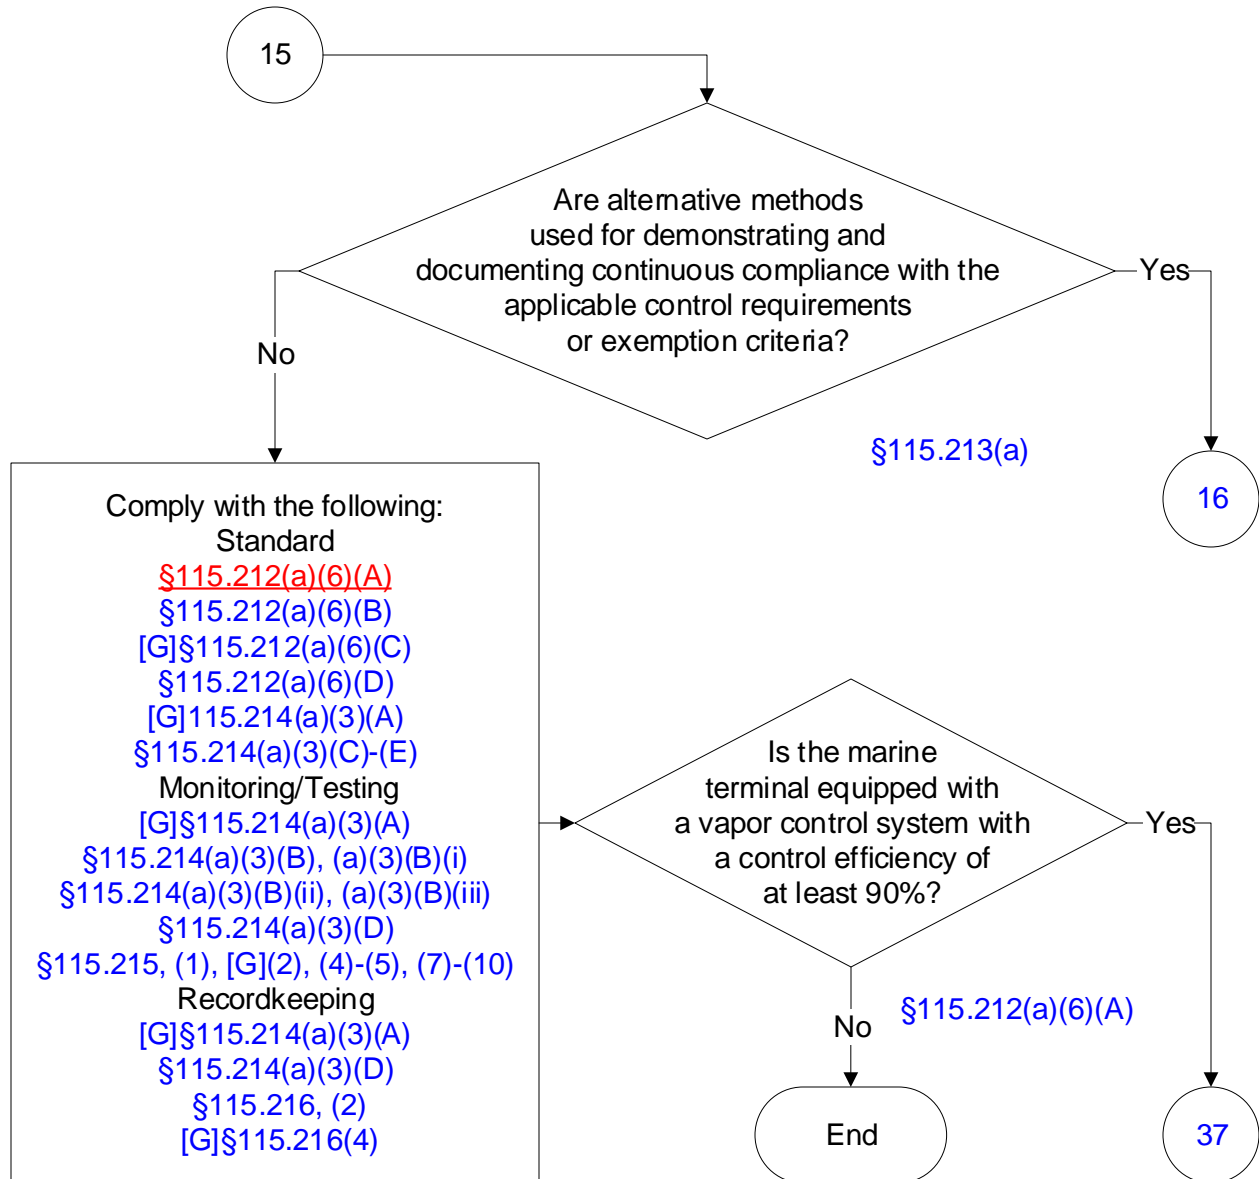 15
Are alternative methods
used for demonstrating and
documenting continuous compliance with the
applicable control requirements
or exemption criteria?
Yes
No
§115.213(a)
16
Comply with the following:
Standard
§115.212(a)(6)(A)
§115.212(a)(6)(B)
[G]§115.212(a)(6)(C)
§115.212(a)(6)(D)
[G]115.214(a)(3)(A)
§115.214(a)(3)(C)-(E)
Monitoring/Testing
[G]§115.214(a)(3)(A)
§115.214(a)(3)(B), (a)(3)(B)(i)
§115.214(a)(3)(B)(ii), (a)(3)(B)(iii)
§115.214(a)(3)(D)
§115.215, (1), [G](2), (4)-(5), (7)-(10)
Recordkeeping
[G]§115.214(a)(3)(A)
§115.214(a)(3)(D)
§115.216, (2)
[G]§115.216(4)
Is the marine
terminal equipped with
a vapor control system with
a control efficiency of
at least 90%?
Yes
No
§115.212(a)(6)(A)
End
37